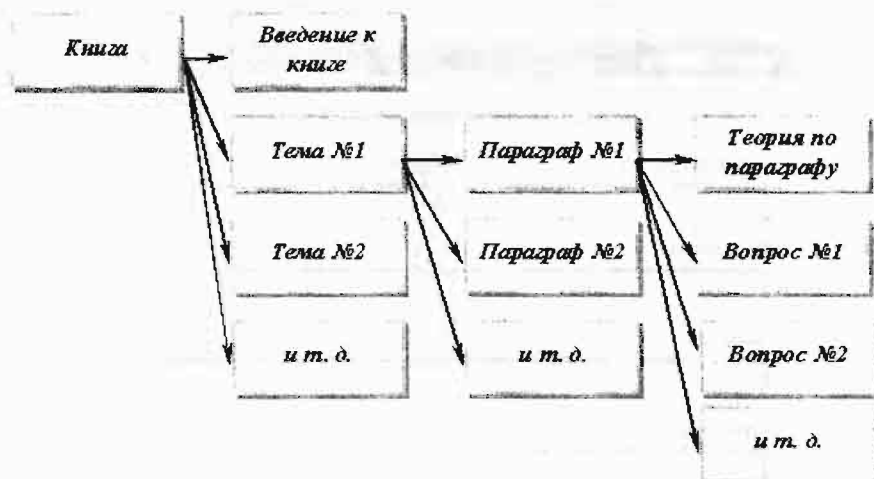 Книга
Введение к
книге
Тема №1
Параграф №1
Теория по
параграфу
Тема №2
Параграф №2
Вопрос №1
и т. д.
и т. д.
Вопрос №2
и т. д.